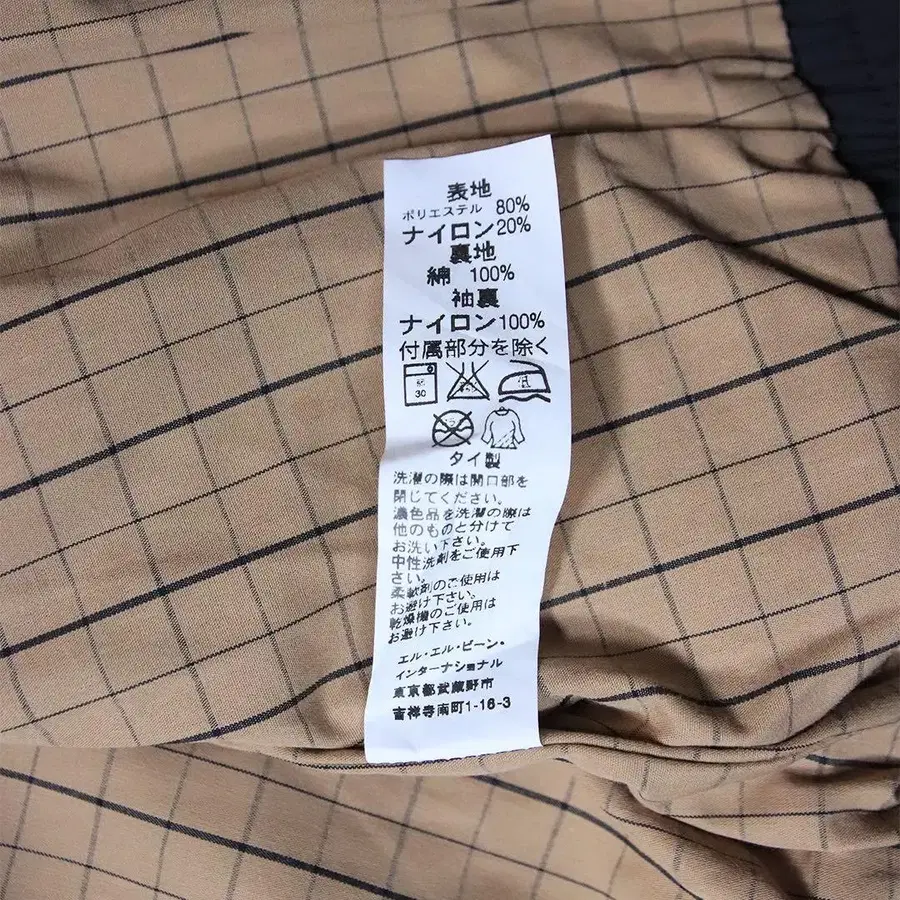 表地
ポリエステル 80%
ナイロン20%
裏地
綿 100%
袖裏
ナイロン100%
付属部分を除く
30 低
タイ製
洗濯の際は開口部を
閉じてください。
濃色品を洗濯の際は
他のものと分けて
お洗い下さい。
中性洗剤をご使用下
さい。
柔軟剤のご使用は
お避け下さい。
乾燥機のご使用は
お避け下さい。
エル・エル・ビーン・
インターナショナル
東京都武蔵野市
吉祥寺南町1-16-3